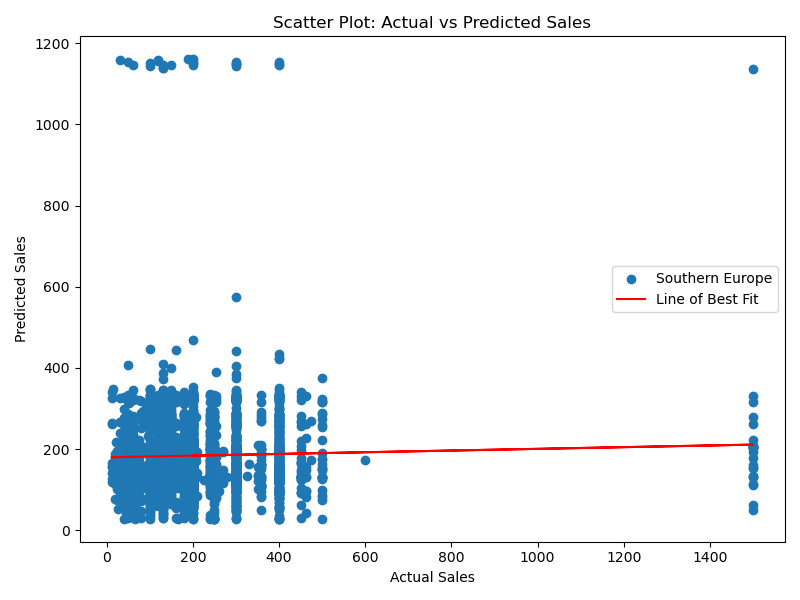 Scatter Plot: Actual vs Predicted Sales
1200
1000
800
600
400
200
0
Predicted Sales
Southern Europe
Line of Best Fit
0 200 400 600 800 1000 1200 1400
Actual Sales